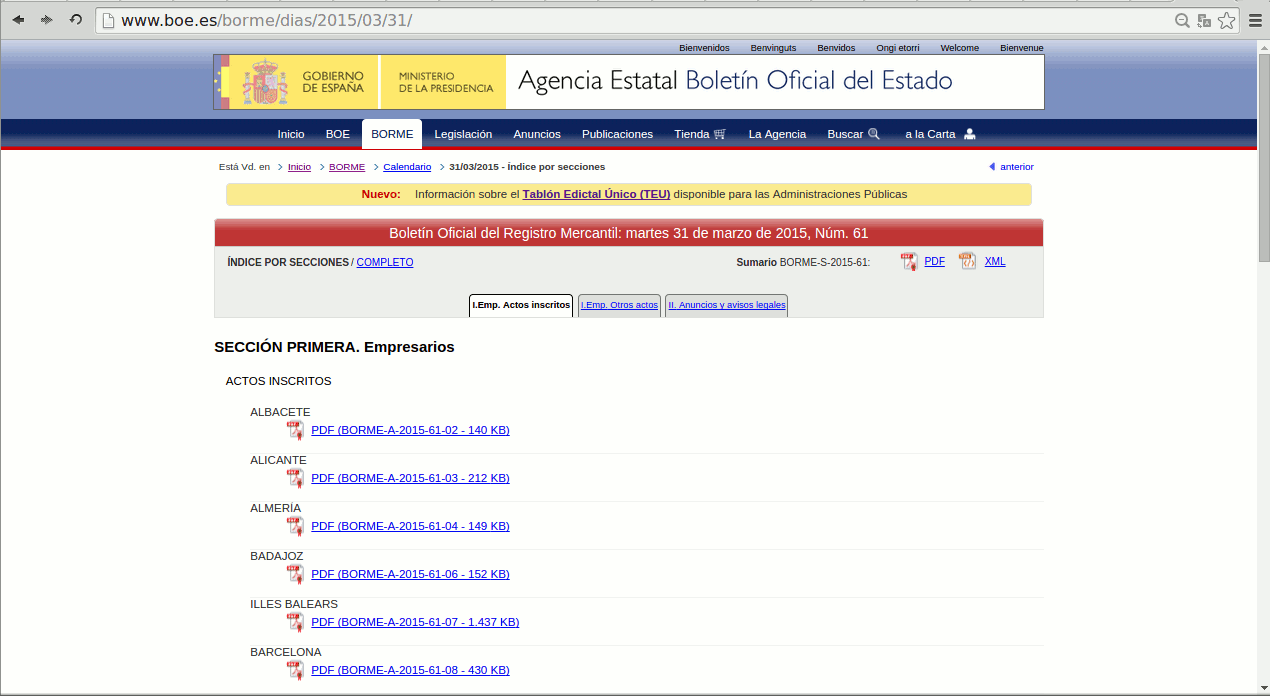 www.boe.es/borme/dias/2015/03/31/
Bienvenidos Benvinguts Benvidos Ongi etorri Welcome Bienvenue
GOBIERNO DE ESPAÑA
MINISTERIO DE LA PRESIDENCIA
Agencia Estatal Boletín Oficial del Estado
Inicio BOE BORME Legislación Anuncios Publicaciones Tienda La Agencia Buscar a la Carta
Está Vd. en > Inicio > BORME > Calendario > 31/03/2015 - Índice por secciones anterior
Nuevo: Información sobre el Tablón Edictal Único (TEU) disponible para las Administraciones Públicas
Boletín Oficial del Registro Mercantil: martes 31 de marzo de 2015, Núm. 61
ÍNDICE POR SECCIONES / COMPLETO Sumario BORME-S-2015-61: PDF XML
I.Emp. Actos inscritos I.Emp. Otros actos II. Anuncios y avisos legales
SECCIÓN PRIMERA. Empresarios
ACTOS INSCRITOS
ALBACETE
PDF (BORME-A-2015-61-02 - 140 KB)
ALICANTE
PDF (BORME-A-2015-61-03 - 212 KB)
ALMERÍA
PDF (BORME-A-2015-61-04 - 149 KB)
BADAJOZ
PDF (BORME-A-2015-61-06 - 152 KB)
ILLES BALEARS
PDF (BORME-A-2015-61-07 - 1.437 KB)
BARCELONA
PDF (BORME-A-2015-61-08 - 430 KB)